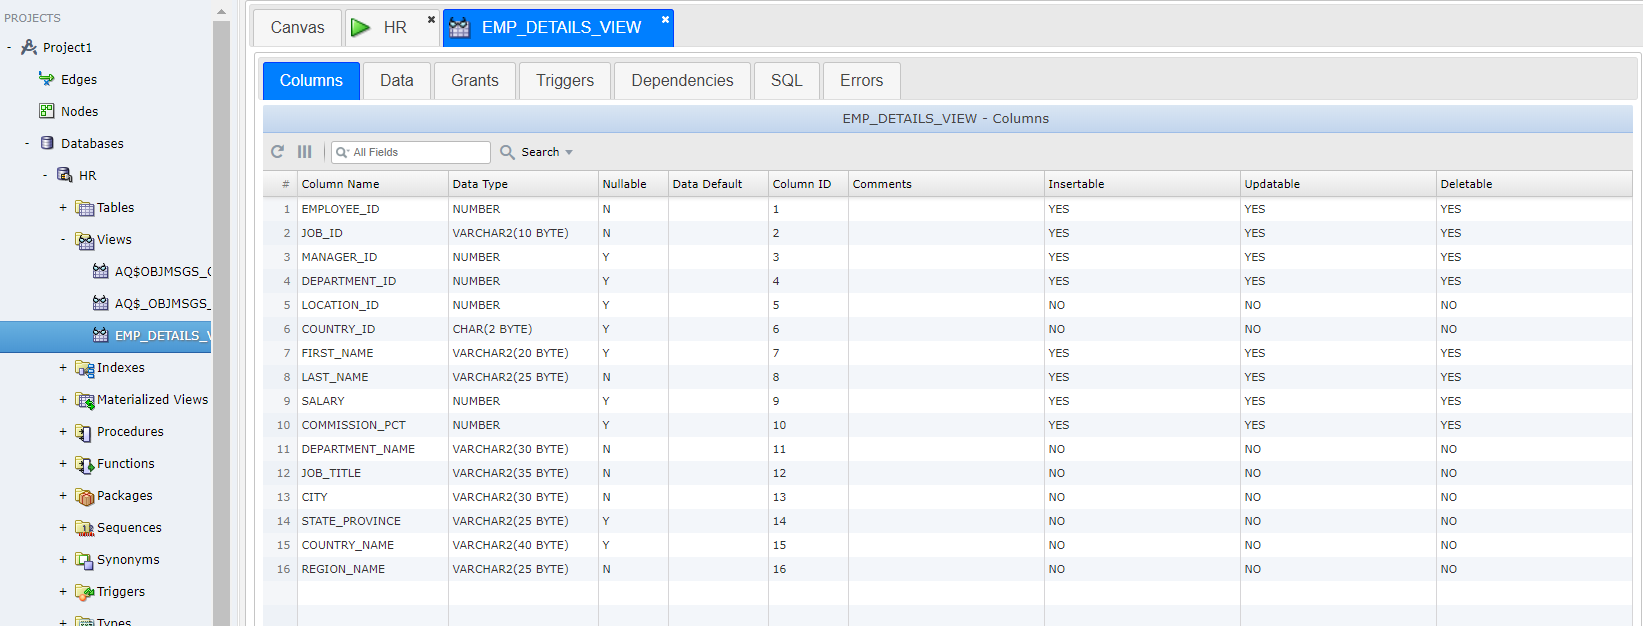 PROJECTS
- Project1
Edges
Nodes
- Databases
- HR
+ Tables
- Views
AQ$OBJMSGS_
AQ$_OBJMSGS_
EMP_DETAILS_V
+ Indexes
+ Materialized Views
+ Procedures
+ Functions
+ Packages
+ Sequences
+ Synonyms
+ Triggers
+ Types
Canvas HR × EMP_DETAILS_VIEW ×
Columns Data Grants Triggers Dependencies SQL Errors
EMP_DETAILS_VIEW - Columns
All Fields Search
# Column Name Data Type Nullable Data Default Column ID Comments Insertable Updatable Deletable
1 EMPLOYEE_ID NUMBER N 1 YES YES YES
2 JOB_ID VARCHAR2(10 BYTE) N 2 YES YES YES
3 MANAGER_ID NUMBER Y 3 YES YES YES
4 DEPARTMENT_ID NUMBER Y 4 YES YES YES
5 LOCATION_ID NUMBER Y 5 NO NO NO
6 COUNTRY_ID CHAR(2 BYTE) Y 6 NO NO NO
7 FIRST_NAME VARCHAR2(20 BYTE) Y 7 YES YES YES
8 LAST_NAME VARCHAR2(25 BYTE) N 8 YES YES YES
9 SALARY NUMBER Y 9 YES YES YES
10 COMMISSION_PCT NUMBER Y 10 YES YES YES
11 DEPARTMENT_NAME VARCHAR2(30 BYTE) N 11 NO NO NO
12 JOB_TITLE VARCHAR2(35 BYTE) N 12 NO NO NO
13 CITY VARCHAR2(30 BYTE) N 13 NO NO NO
14 STATE_PROVINCE VARCHAR2(25 BYTE) Y 14 NO NO NO
15 COUNTRY_NAME VARCHAR2(40 BYTE) Y 15 NO NO NO
16 REGION_NAME VARCHAR2(25 BYTE) N 16 NO NO NO